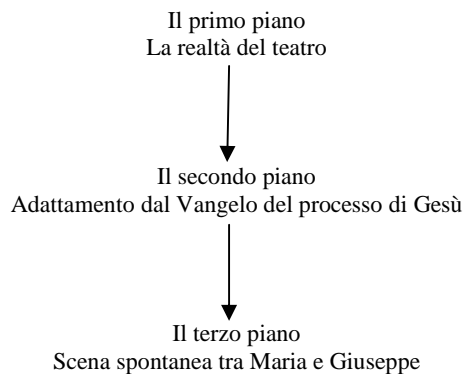 Il primo piano
La realtà del teatro
Il secondo piano
Adattamento dal Vangelo del processo di Gesù
Il terzo piano
Scena spontanea tra Maria e Giuseppe